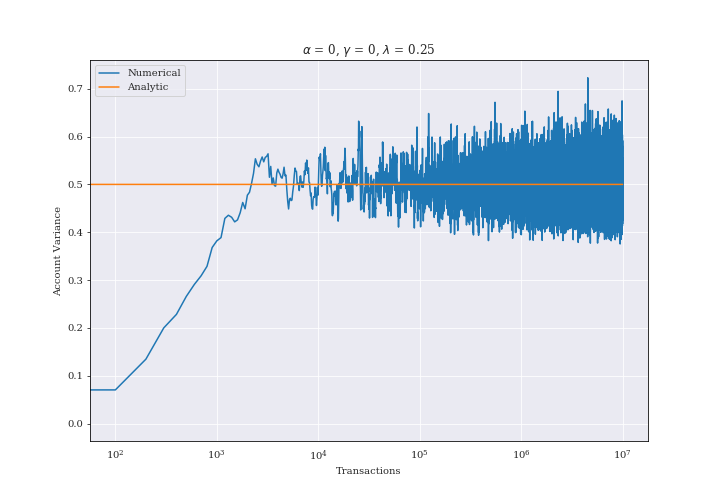 α = 0, γ = 0, λ = 0.25
Numerical
Analytic
Account Variance
0.7
0.6
0.5
0.4
0.3
0.2
0.1
0.0
10² 10³ 10⁴ 10⁵ 10⁶ 10⁷
Transactions